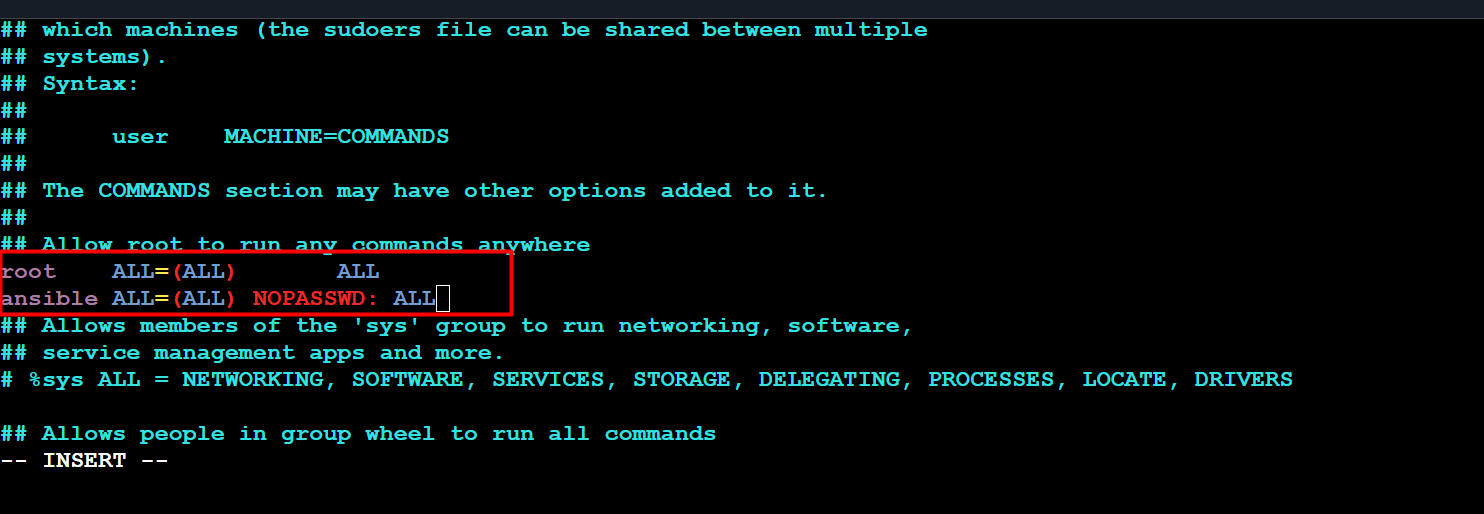 ## which machines (the sudoers file can be shared between multiple
## systems).
## Syntax:
##
##      user    MACHINE=COMMANDS
##
## The COMMANDS section may have other options added to it.
##
## Allow root to run any commands anywhere
root    ALL=(ALL)       ALL
ansible ALL=(ALL) NOPASSWD: ALL
## Allows members of the 'sys' group to run networking, software,
## service management apps and more.
# %sys ALL = NETWORKING, SOFTWARE, SERVICES, STORAGE, DELEGATING, PROCESSES, LOCATE, DRIVERS
## Allows people in group wheel to run all commands
-- INSERT --